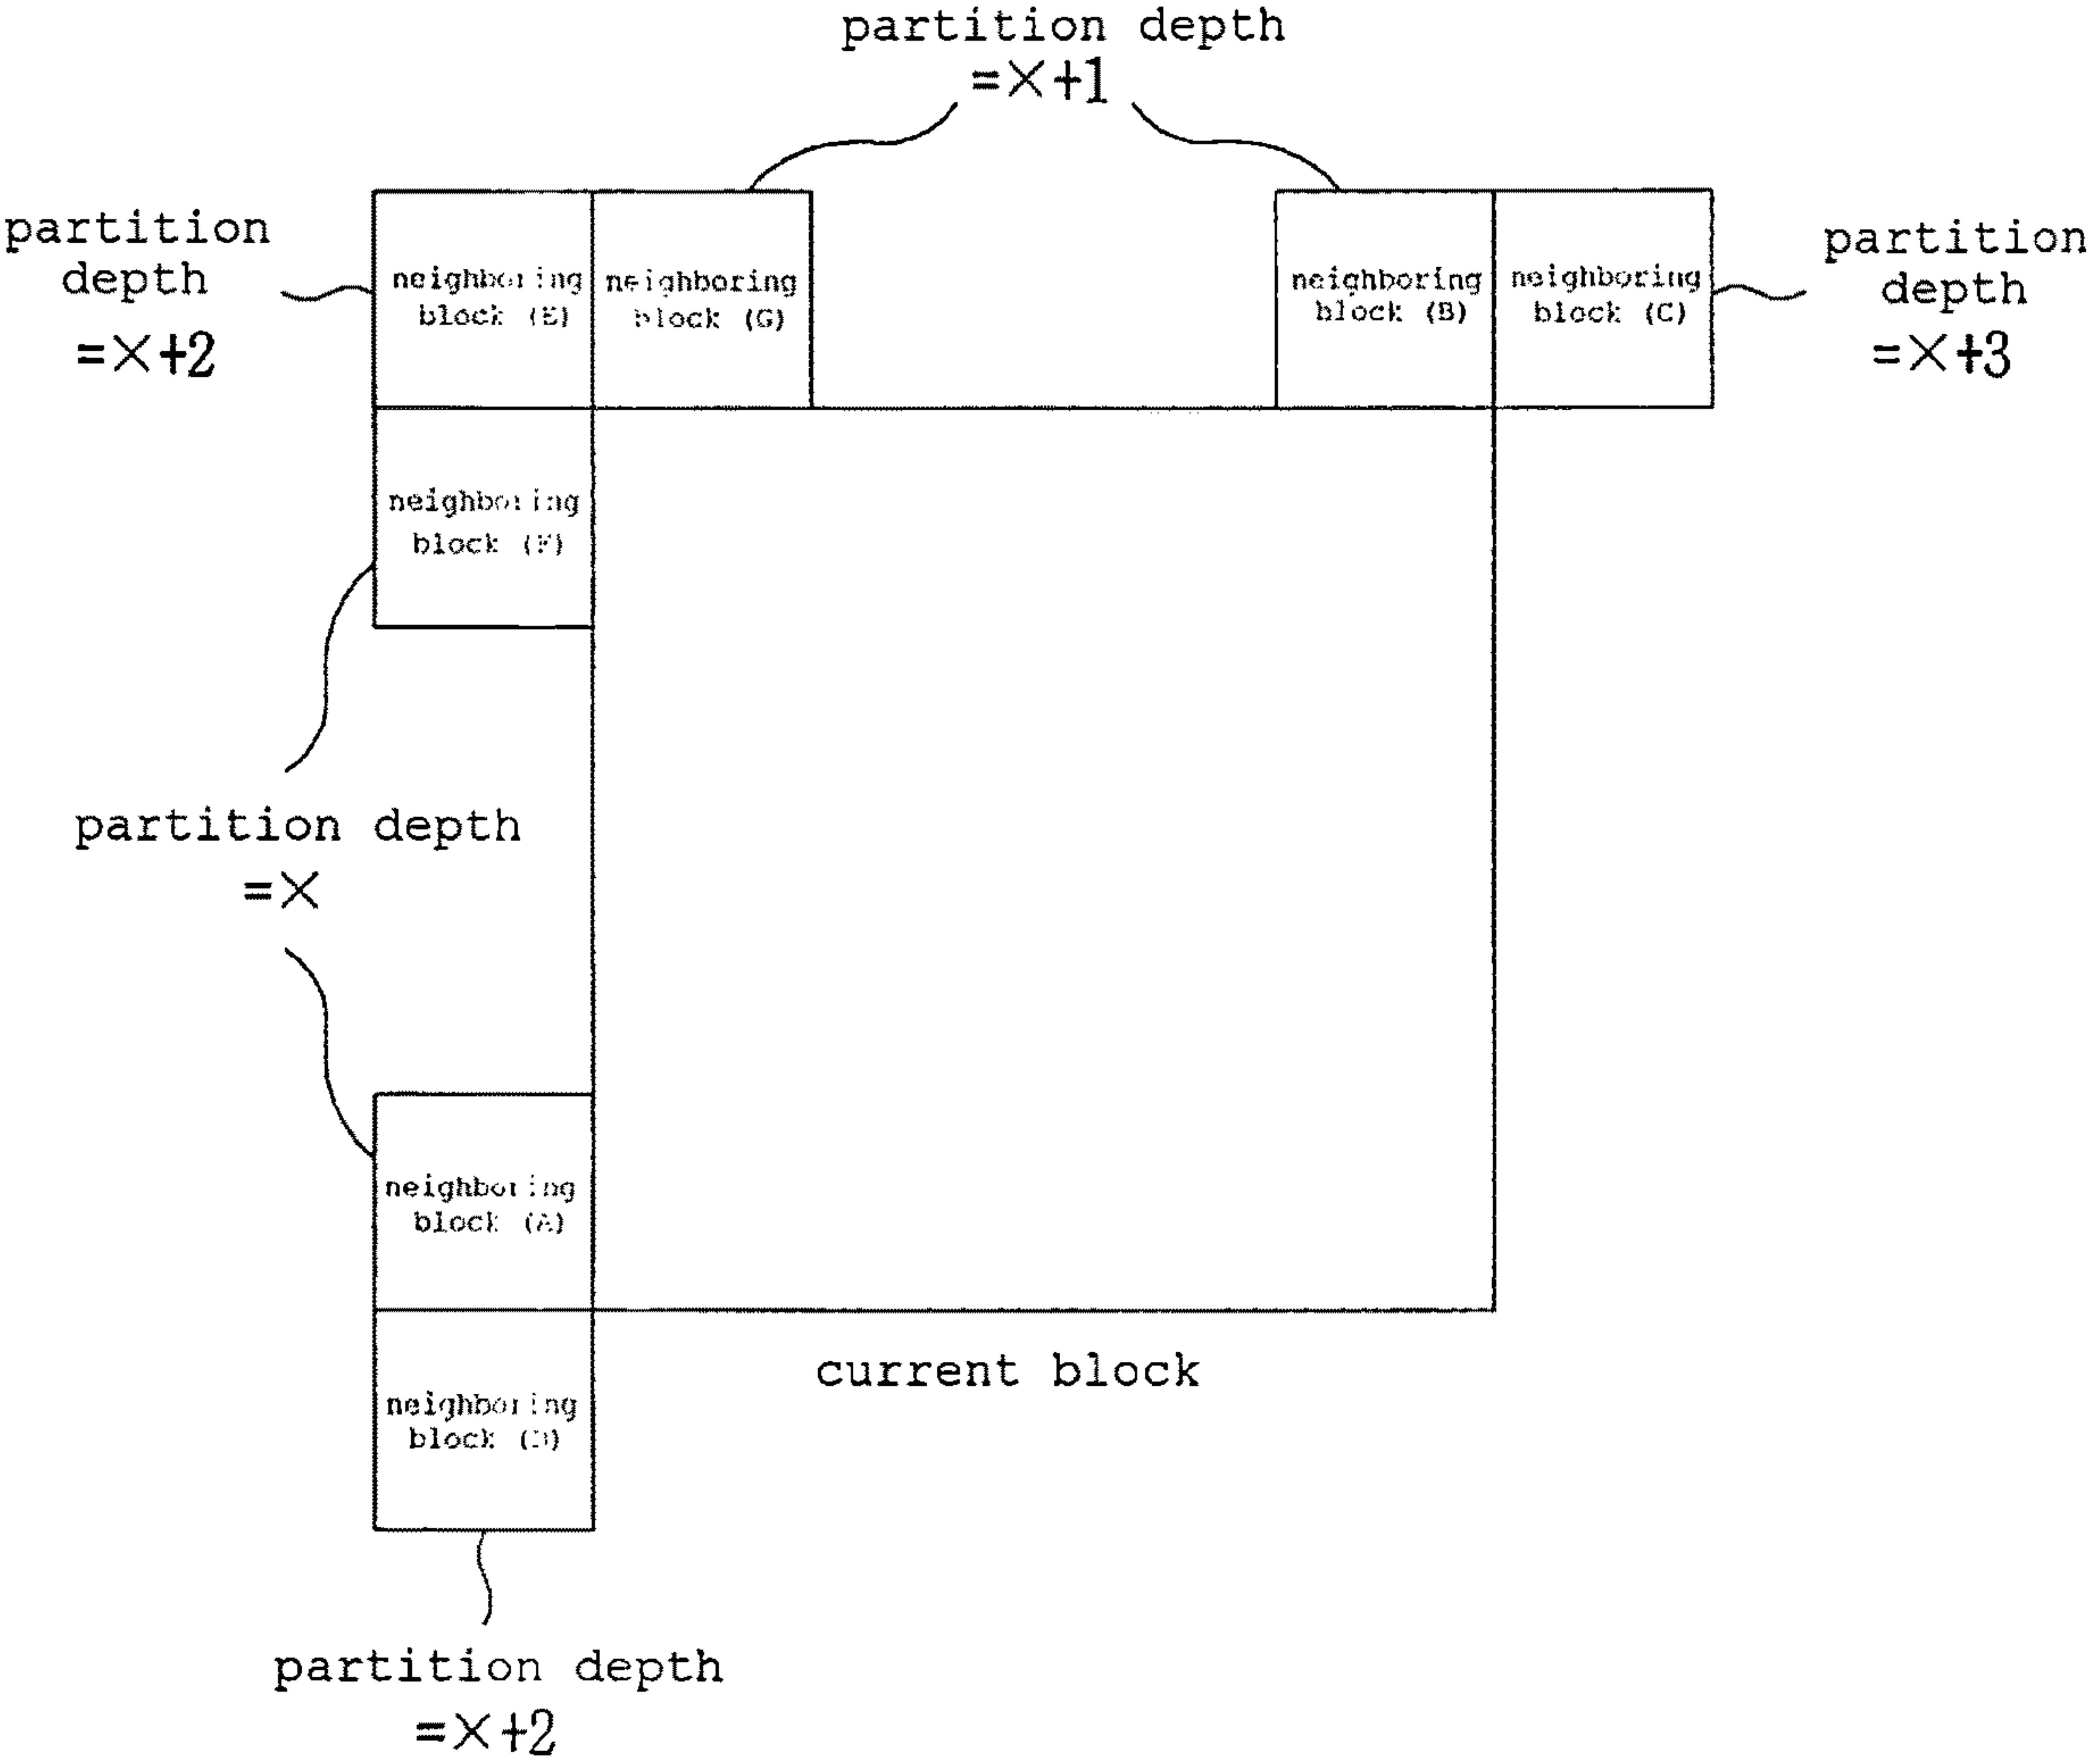 partition depth
=X+1
partition
depth
=X+2
neighboring
block (E)
neighboring
block (G)
neighboring
block (B)
neighboring
block (C)
partition
depth
=X+3
neighboring
block (F)
partition depth
=X
neighboring
block (A)
current block
neighboring
block (D)
partition depth
=X+2